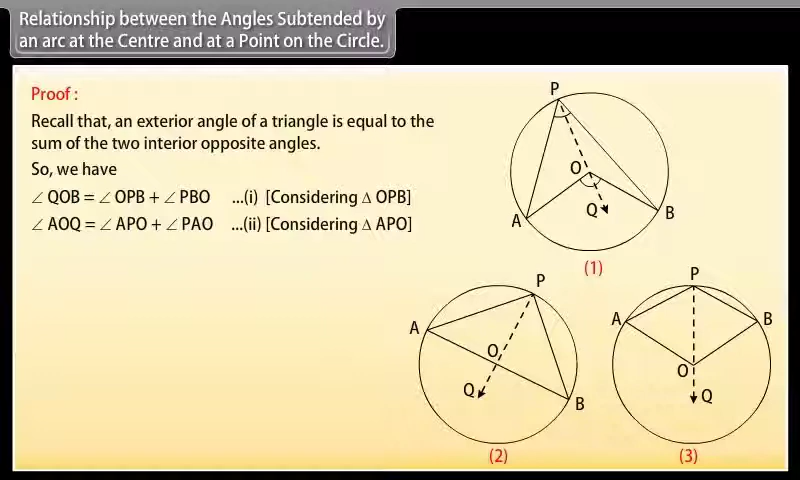 Relationship between the Angles Subtended by
an arc at the Centre and at a Point on the Circle.
Proof :
Recall that, an exterior angle of a triangle is equal to the
sum of the two interior opposite angles.
So, we have
∠ QOB = ∠ OPB + ∠ PBO ...(i) [Considering Δ OPB]
∠ AOQ = ∠ APO + ∠ PAO ...(ii) [Considering Δ APO]
P
O
A
Q
B
(1)
P
A
O
Q
B
(2)
P
A
B
O
Q
(3)